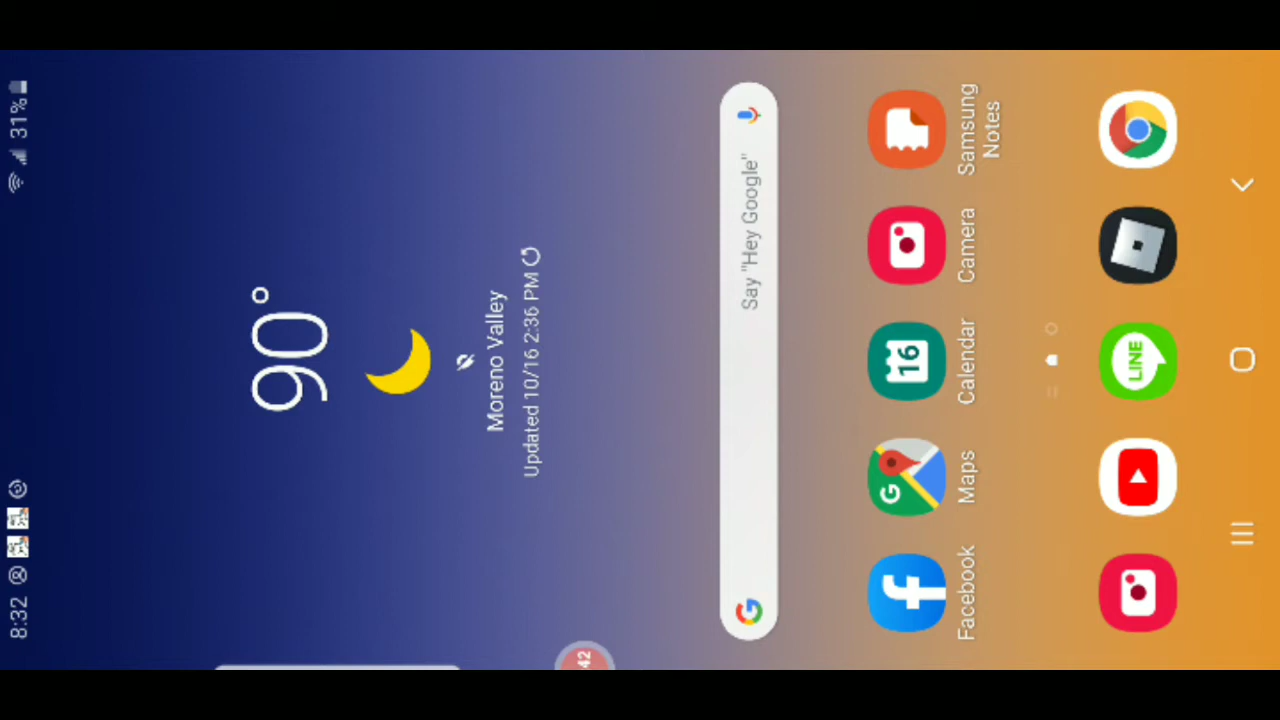 8:32
31%
90°
Moreno Valley
Updated 10/16 2:36 PM
Say "Hey Google"
Facebook
Maps
16
Calendar
Camera
Samsung
Notes
LINE
42